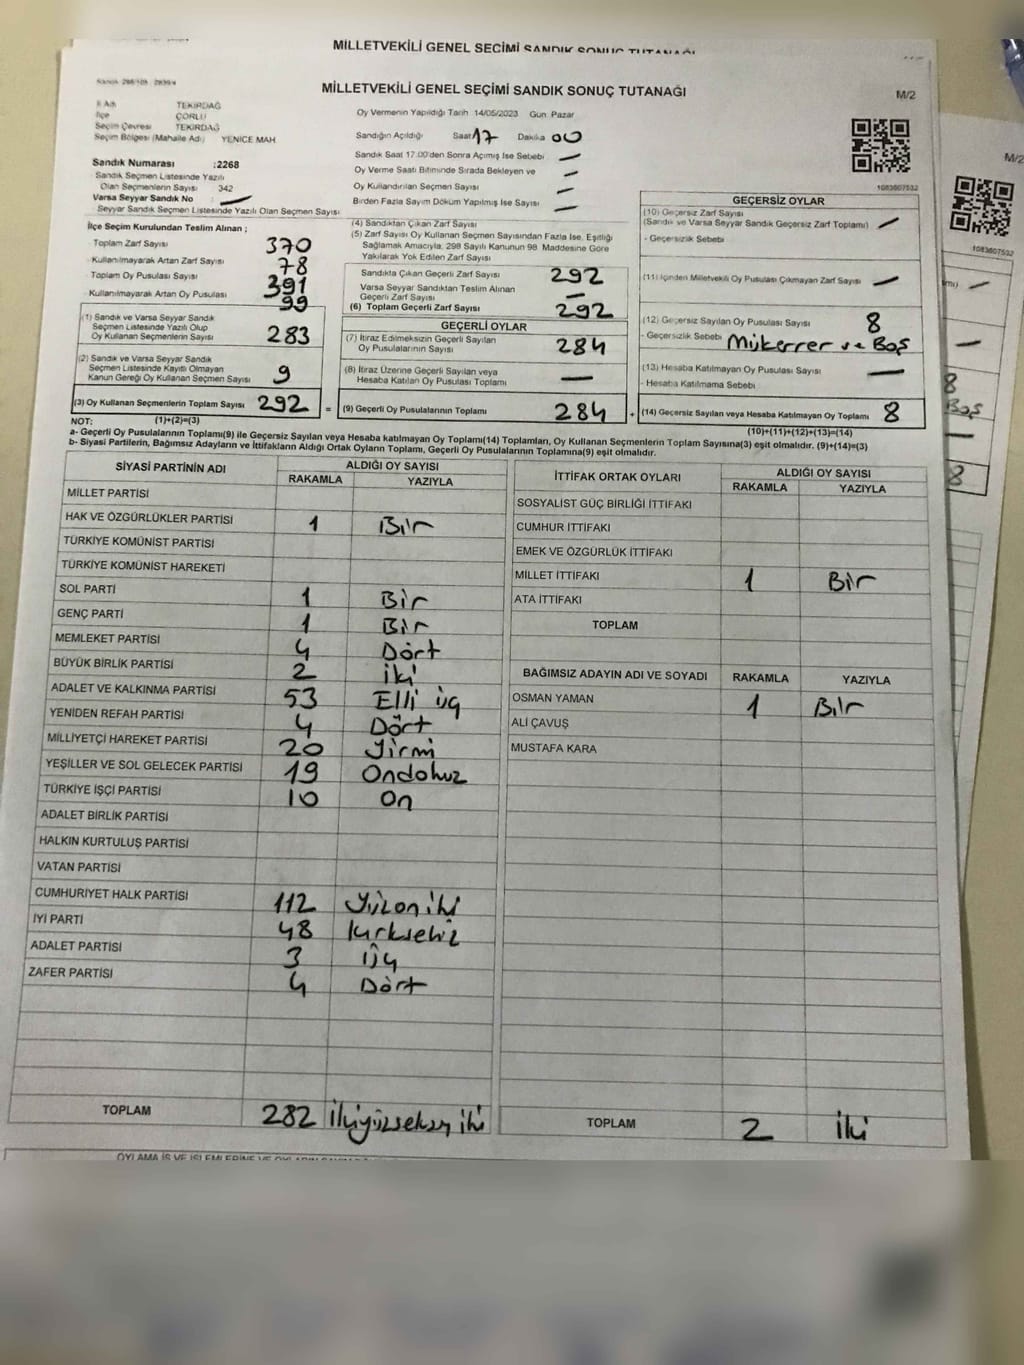 MİLLETVEKİLİ GENEL SEÇİMİ SANDIK SONUÇ TUTANAĞI
MİLLETVEKİLİ GENEL SEÇİMİ SANDIK SONUÇ TUTANAĞI
M/2
İl Adı TEKİRDAĞ
İlçe ÇORLU
Seçim Çevresi TEKİRDAĞ
Seçim Bölgesi (Mahalle Adı) YENİCE MAH
Sandık Numarası :2268
Sandık Seçmen Listesinde Yazılı
Olan Seçmenlerin Sayısı 342
Varsa Seyyar Sandık No —
Seyyar Sandık Seçmen Listesinde Yazılı Olan Seçmen Sayısı
Oy Vermenin Yapıldığı Tarih 14/05/2023 Gün Pazar
Sandığın Açıldığı Saat 17 Dakika 00
Sandık Saat 17:00'den Sonra Açımış İse Sebebi —
Oy Verme Saati Bitiminde Sırada Bekleyen ve —
Oy Kullandırılan Seçmen Sayısı —
Birden Fazla Sayım Döküm Yapılmış İse Sayısı —
1083607532
İlçe Seçim Kurulundan Teslim Alınan ;
- Toplam Zarf Sayısı 370
- Kullanılmayarak Artan Zarf Sayısı 78
- Toplam Oy Pusulası Sayısı 391
- Kullanılmayarak Artan Oy Pusulası 99
(1) Sandık ve Varsa Seyyar Sandık
Seçmen Listesinde Yazılı Olup
Oy Kullanan Seçmenlerin Sayısı 283
(2) Sandık ve Varsa Seyyar Sandık
Seçmen Listesinde Kayıtlı Olmayan
Kanun Gereği Oy Kullanan Seçmen Sayısı 9
(3) Oy Kullanan Seçmenlerin Toplam Sayısı 292 =
(1)+(2)=(3)
(4) Sandıktan Çıkan Zarf Sayısı
(5) Zarf Sayısı Oy Kullanan Seçmen Sayısından Fazla İse, Eşitliği
Sağlamak Amacıyla; 298 Sayılı Kanunun 98. Maddesine Göre
Yakılarak Yok Edilen Zarf Sayısı
Sandıkta Çıkan Geçerli Zarf Sayısı 292
Varsa Seyyar Sandıktan Teslim Alınan
Geçerli Zarf Sayısı —
(6) Toplam Geçerli Zarf Sayısı 292
GEÇERLİ OYLAR
(7) İtiraz Edilmeksizin Geçerli Sayılan
Oy Pusulalarının Sayısı 284
(8) İtiraz Üzerine Geçerli Sayılan veya
Hesaba Katılan Oy Pusulası Toplamı —
(9) Geçerli Oy Pusulalarının Toplamı 284 +
GEÇERSİZ OYLAR
(10) Geçersiz Zarf Sayısı
(Sandık ve Varsa Seyyar Sandık Geçersiz Zarf Toplamı) —
- Geçersizlik Sebebi
(11) İçinden Milletvekili Oy Pusulası Çıkmayan Zarf Sayısı —
(12) Geçersiz Sayılan Oy Pusulası Sayısı 8
- Geçersizlik Sebebi Mükerrer ve Boş
(13) Hesaba Katılmayan Oy Pusulası Sayısı —
- Hesaba Katılmama Sebebi
(14) Geçersiz Sayılan veya Hesaba Katılmayan Oy Toplamı 8
(10)+(11)+(12)+(13)=(14)
NOT:
a- Geçerli Oy Pusulalarının Toplamı(9) ile Geçersiz Sayılan veya Hesaba katılmayan Oy Toplamı(14) Toplamları, Oy Kullanan Seçmenlerin Toplam Sayısına(3) eşit olmalıdır. (9)+(14)=(3)
b- Siyasi Partilerin, Bağımsız Adayların ve İttifakların Aldığı Ortak Oyların Toplamı, Geçerli Oy Pusulalarının Toplamına(9) eşit olmalıdır.
SİYASİ PARTİNİN ADI ALDIĞI OY SAYISI
RAKAMLA YAZIYLA
MİLLET PARTİSİ
HAK VE ÖZGÜRLÜKLER PARTİSİ 1 Bir
TÜRKİYE KOMÜNİST PARTİSİ
TÜRKİYE KOMÜNİST HAREKETİ
SOL PARTİ 1 Bir
GENÇ PARTİ 1 Bir
MEMLEKET PARTİSİ 4 Dört
BÜYÜK BİRLİK PARTİSİ 2 İki
ADALET VE KALKINMA PARTİSİ 53 Elli üç
YENİDEN REFAH PARTİSİ 4 Dört
MİLLİYETÇİ HAREKET PARTİSİ 20 Yirmi
YEŞİLLER VE SOL GELECEK PARTİSİ 19 Ondokuz
TÜRKİYE İŞÇİ PARTİSİ 10 On
ADALET BİRLİK PARTİSİ
HALKIN KURTULUŞ PARTİSİ
VATAN PARTİSİ
CUMHURİYET HALK PARTİSİ 112 Yüzoniki
İYİ PARTİ 48 Kırksekiz
ADALET PARTİSİ 3 Üç
ZAFER PARTİSİ 4 Dört
TOPLAM 282 İkiyüzseksen iki
İTTİFAK ORTAK OYLARI ALDIĞI OY SAYISI
RAKAMLA YAZIYLA
SOSYALİST GÜÇ BİRLİĞİ İTTİFAKI
CUMHUR İTTİFAKI
EMEK VE ÖZGÜRLÜK İTTİFAKI
MİLLET İTTİFAKI 1 Bir
ATA İTTİFAKI
TOPLAM
BAĞIMSIZ ADAYIN ADI VE SOYADI RAKAMLA YAZIYLA
OSMAN YAMAN 1 Bir
ALİ ÇAVUŞ
MUSTAFA KARA
TOPLAM 2 İki
M/2
1083607532
—
—
8
Boş
—
8